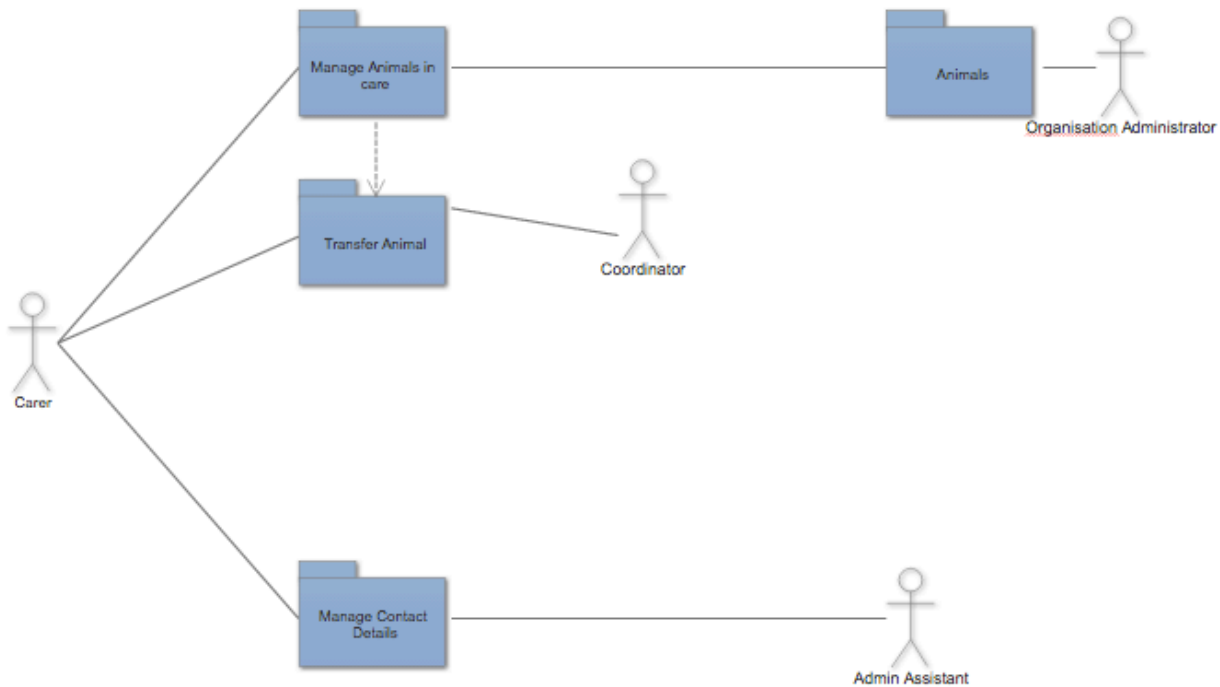 Manage Animals in
care
Animals
Organisation Administrator
Transfer Animal
Coordinator
Carer
Manage Contact
Details
Admin Assistant